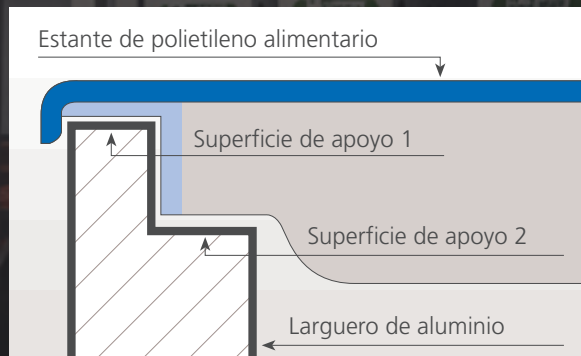 Estante de polietileno alimentario
Superficie de apoyo 1
Superficie de apoyo 2
Larguero de aluminio